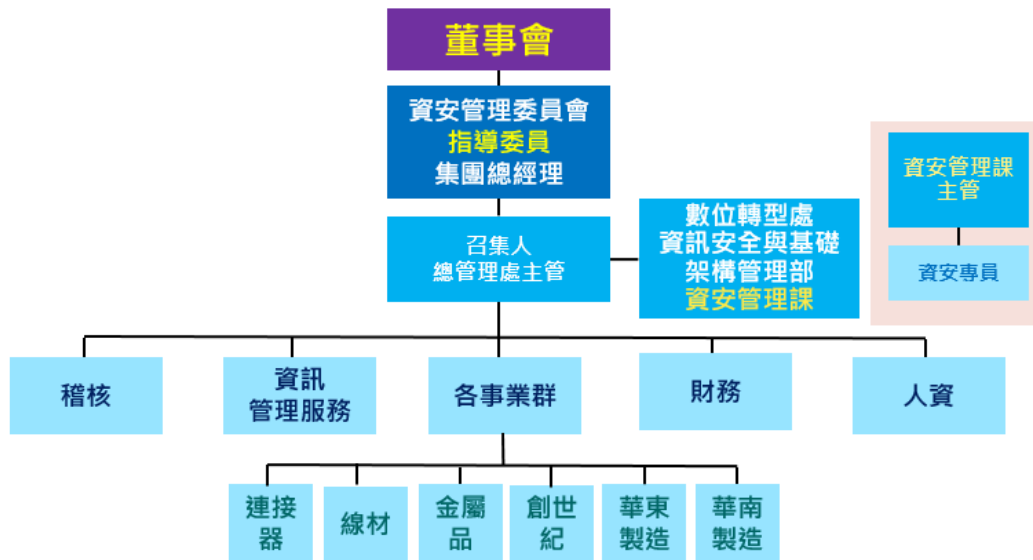 董事會
資安管理委員會
指導委員
集團總經理
召集人
總管理處主管
數位轉型處
資訊安全與基礎
架構管理部
資安管理課
資安管理課
主管
資安專員
稽核
資訊
管理服務
各事業群
財務
人資
連接
器
線材
金屬
品
創世
紀
華東
製造
華南
製造